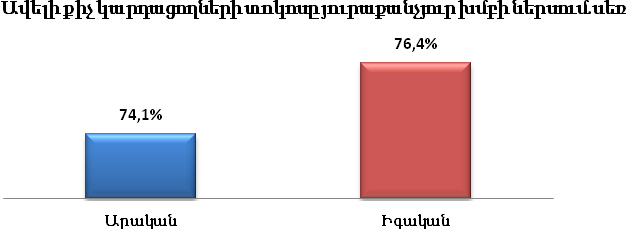 Ավելի քիչ կարդացողների տոկոսը յուրաքանչյուր խմբի ներսում սեռ
76,4%
74,1%
Արական
Իգական